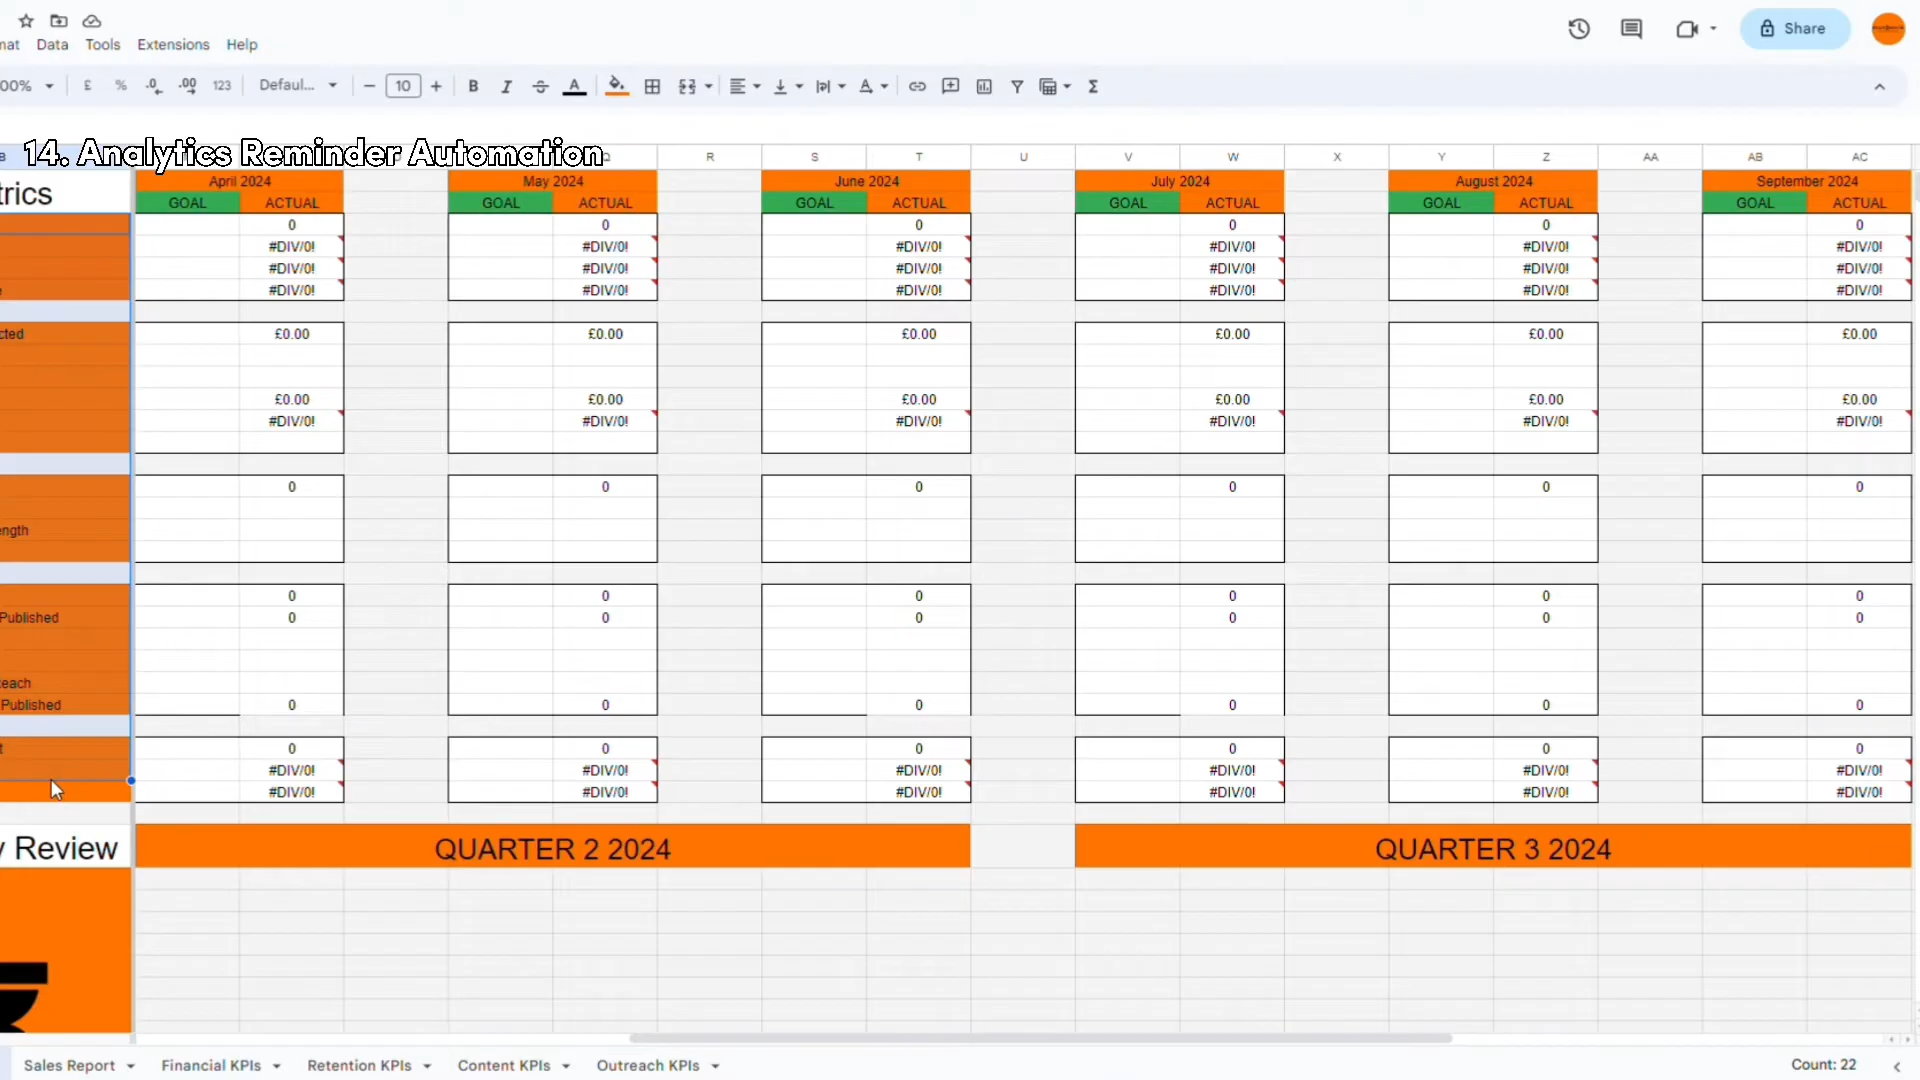 mat Data Tools Extensions Help
Share
00% £ % .0 .00 123 Defaul... 10 B I S A Σ
14. Analytics Reminder Automation
B Q R S T U V W X Y Z AA AB AC
trics April 2024 May 2024 June 2024 July 2024 August 2024 September 2024
GOAL ACTUAL GOAL ACTUAL GOAL ACTUAL GOAL ACTUAL GOAL ACTUAL GOAL ACTUAL
0 0 0 0 0 0
#DIV/0! #DIV/0! #DIV/0! #DIV/0! #DIV/0! #DIV/0!
#DIV/0! #DIV/0! #DIV/0! #DIV/0! #DIV/0! #DIV/0!
e #DIV/0! #DIV/0! #DIV/0! #DIV/0! #DIV/0! #DIV/0!
cted £0.00 £0.00 £0.00 £0.00 £0.00 £0.00
£0.00 £0.00 £0.00 £0.00 £0.00 £0.00
#DIV/0! #DIV/0! #DIV/0! #DIV/0! #DIV/0! #DIV/0!
0 0 0 0 0 0
ength
0 0 0 0 0 0
Published 0 0 0 0 0 0
Reach
Published 0 0 0 0 0 0
t 0 0 0 0 0 0
#DIV/0! #DIV/0! #DIV/0! #DIV/0! #DIV/0! #DIV/0!
#DIV/0! #DIV/0! #DIV/0! #DIV/0! #DIV/0! #DIV/0!
y Review QUARTER 2 2024 QUARTER 3 2024
Sales Report Financial KPIs Retention KPIs Content KPIs Outreach KPIs Count: 22